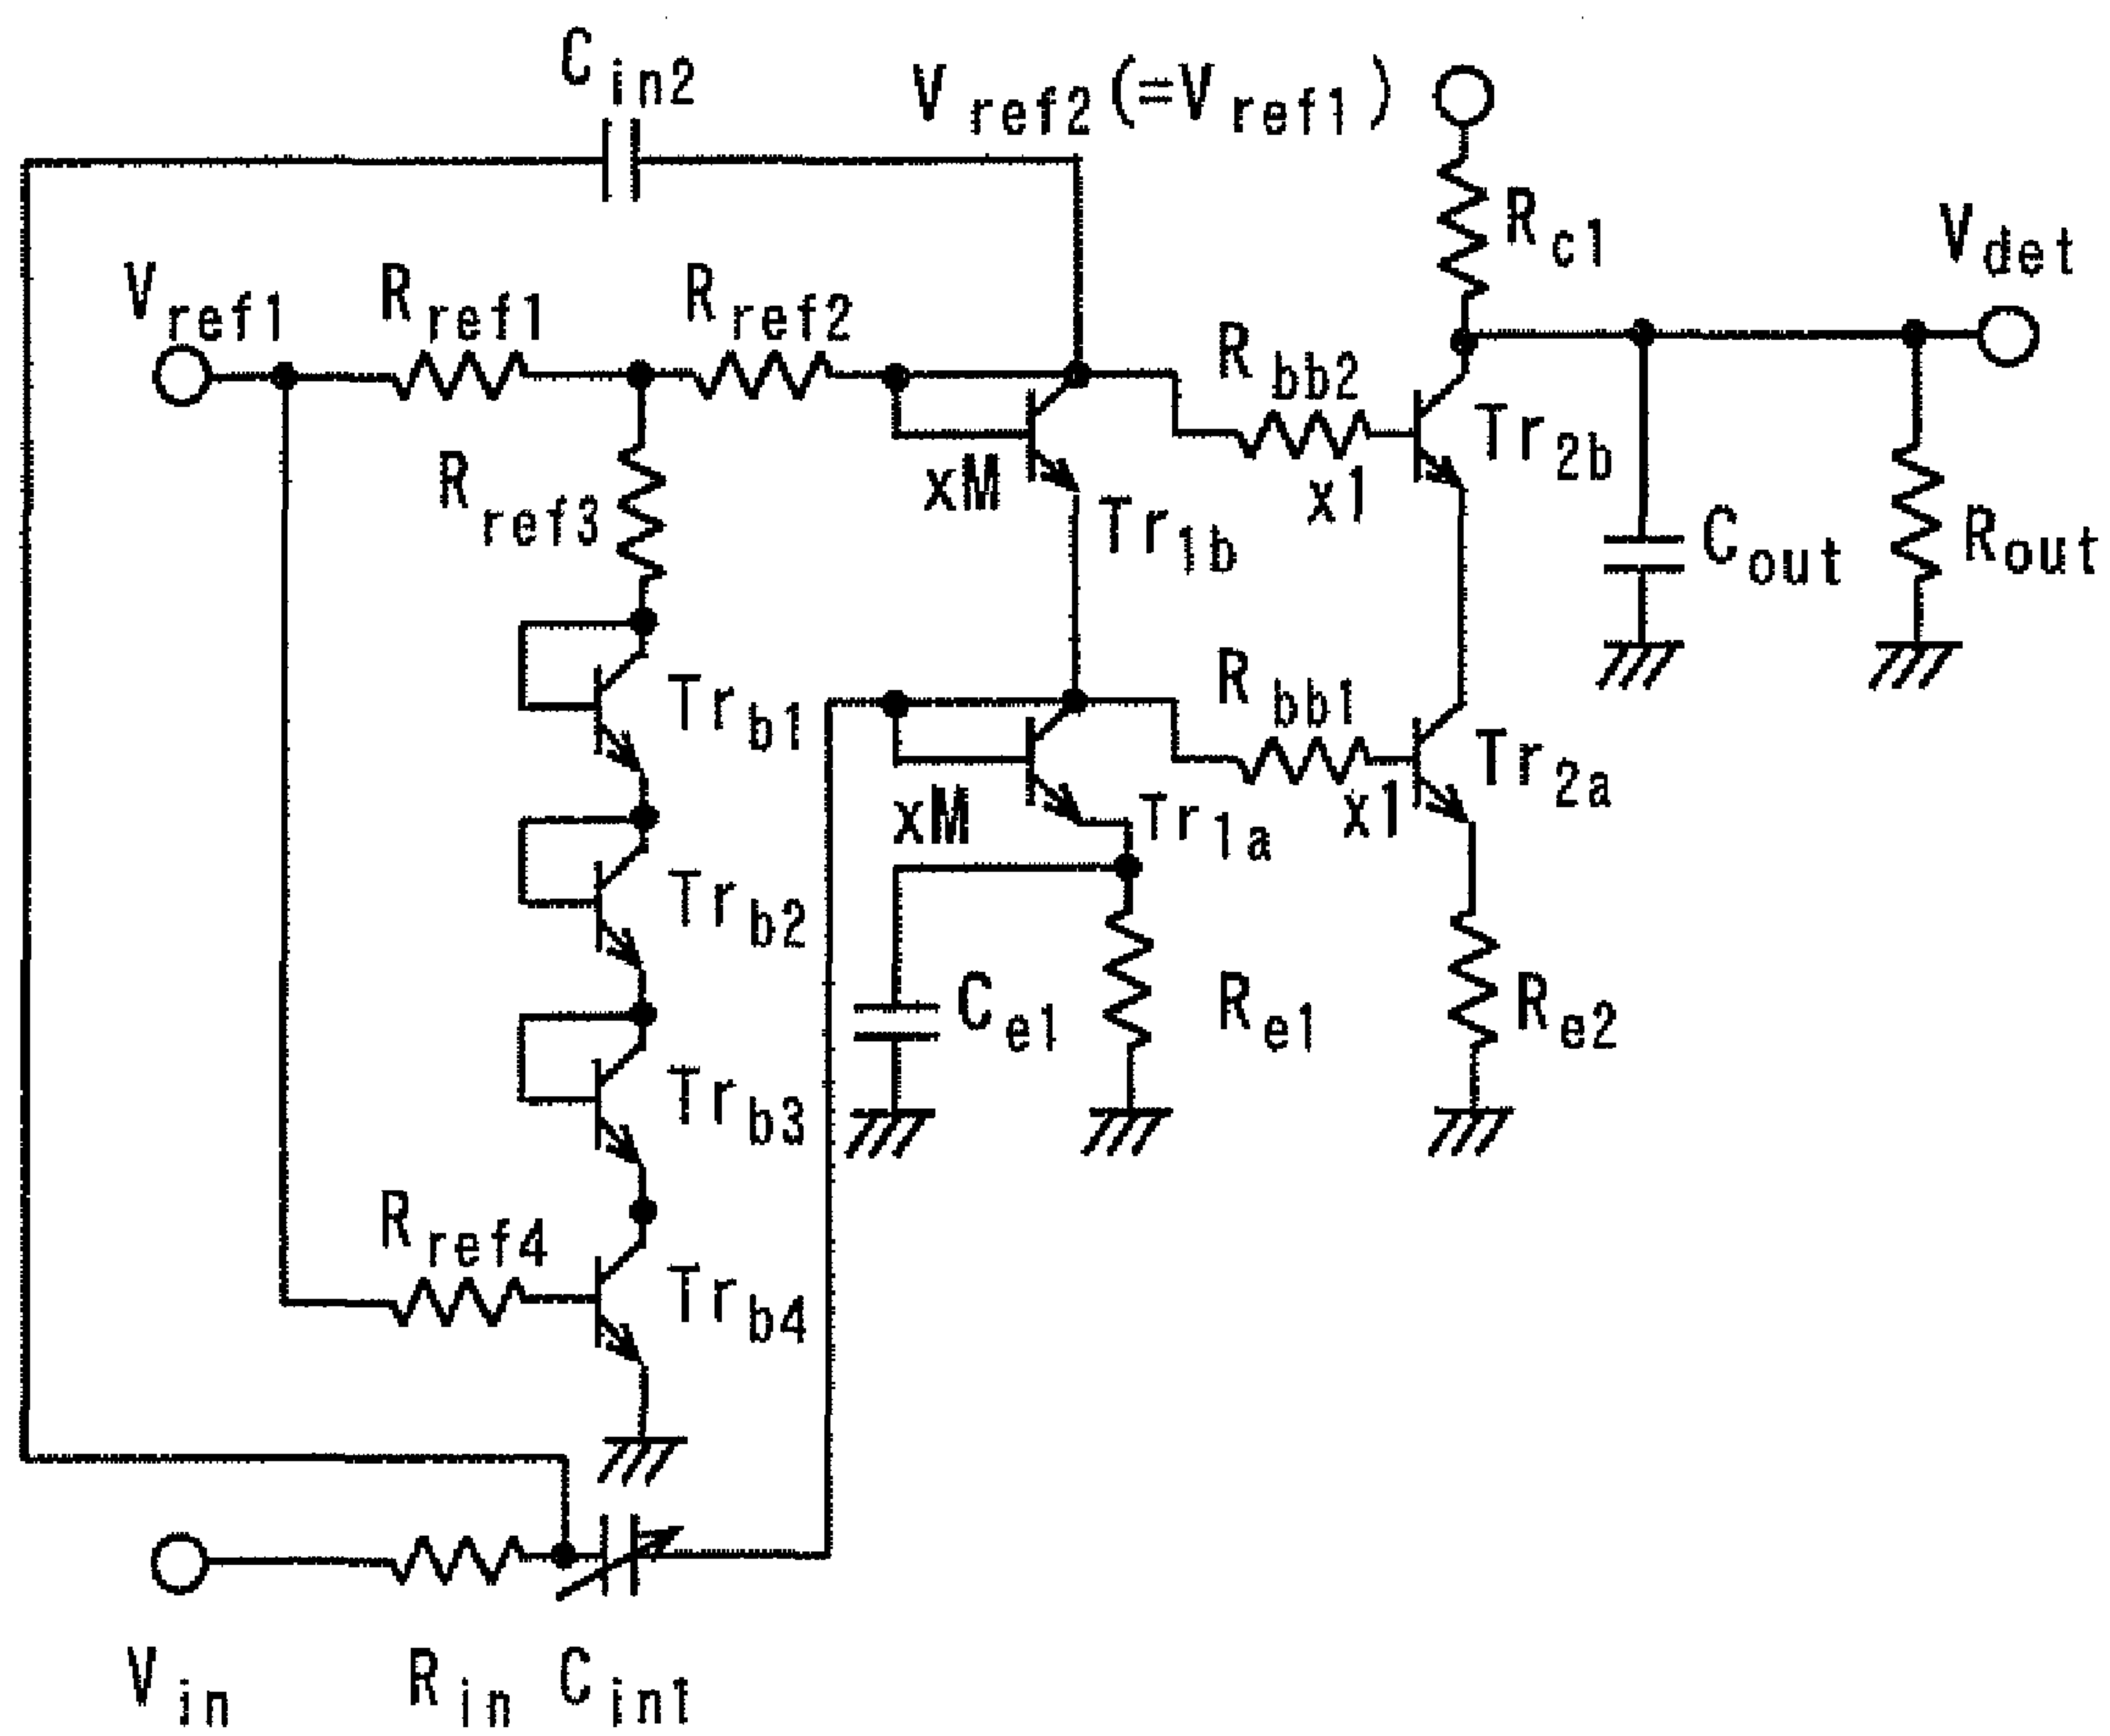 Cin2
Vref2(=Vref1)
Rc1
Vdet
Vref1
Rref1
Rref2
Rbb2
Tr2b
xM
x1
Rref3
Tr1b
Cout
Rout
Trb1
Rbb1
Tr2a
xM
Tr1a
x1
Trb2
Ce1
Re1
Re2
Trb3
Rref4
Trb4
Vin
Rin
Cin1